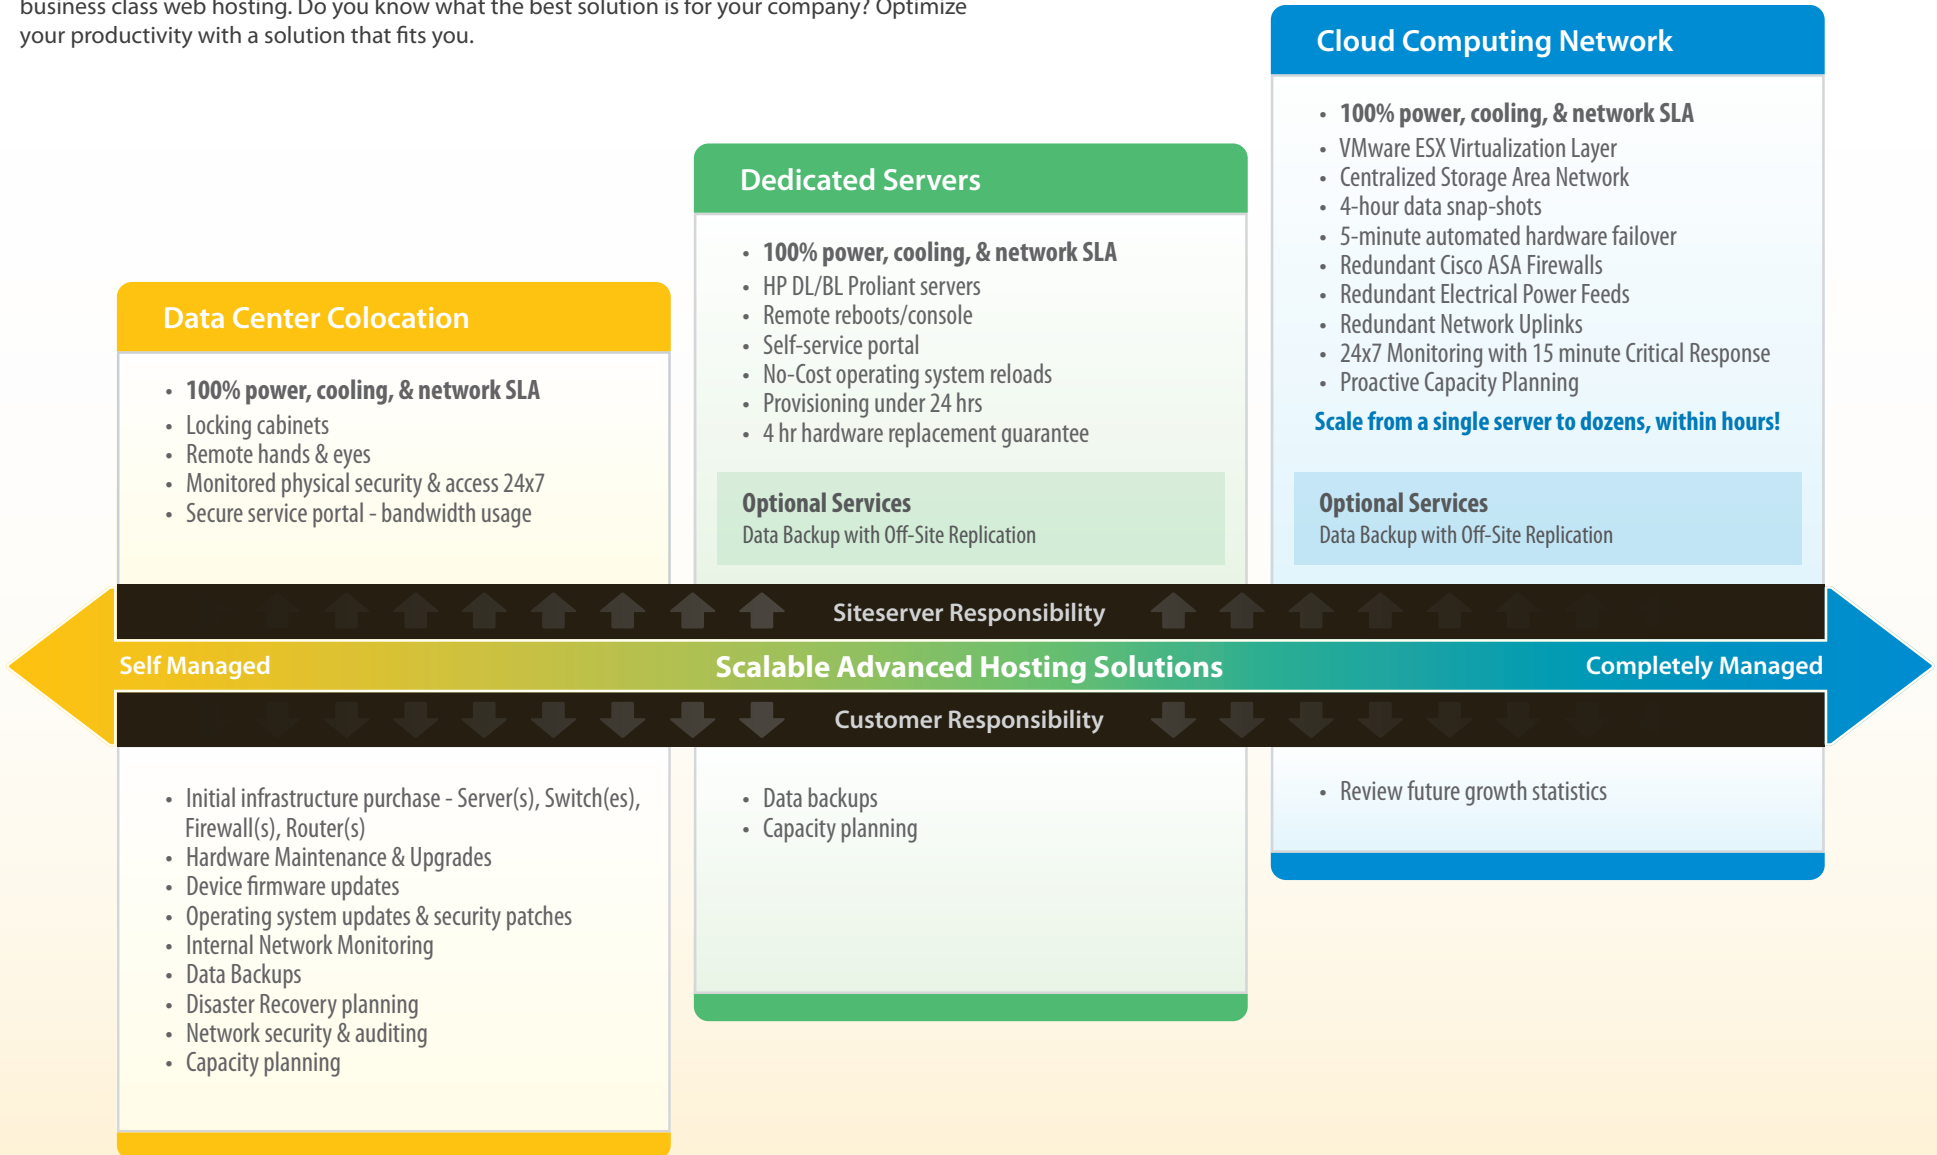 business class web hosting. Do you know what the best solution is for your company? Optimize
your productivity with a solution that fits you.
Data Center Colocation
• 100% power, cooling, & network SLA
• Locking cabinets
• Remote hands & eyes
• Monitored physical security & access 24x7
• Secure service portal - bandwidth usage
Dedicated Servers
• 100% power, cooling, & network SLA
• HP DL/BL Proliant servers
• Remote reboots/console
• Self-service portal
• No-Cost operating system reloads
• Provisioning under 24 hrs
• 4 hr hardware replacement guarantee
Optional Services
Data Backup with Off-Site Replication
Cloud Computing Network
• 100% power, cooling, & network SLA
• VMware ESX Virtualization Layer
• Centralized Storage Area Network
• 4-hour data snap-shots
• 5-minute automated hardware failover
• Redundant Cisco ASA Firewalls
• Redundant Electrical Power Feeds
• Redundant Network Uplinks
• 24x7 Monitoring with 15 minute Critical Response
• Proactive Capacity Planning
Scale from a single server to dozens, within hours!
Optional Services
Data Backup with Off-Site Replication
Siteserver Responsibility
Self Managed
Scalable Advanced Hosting Solutions
Completely Managed
Customer Responsibility
• Initial infrastructure purchase - Server(s), Switch(es),
Firewall(s), Router(s)
• Hardware Maintenance & Upgrades
• Device firmware updates
• Operating system updates & security patches
• Internal Network Monitoring
• Data Backups
• Disaster Recovery planning
• Network security & auditing
• Capacity planning
• Data backups
• Capacity planning
• Review future growth statistics